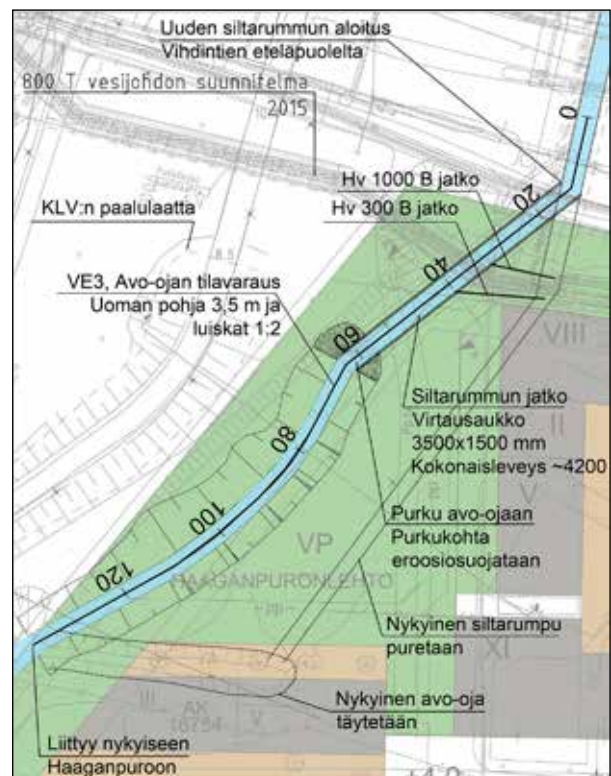 Uuden siltarummun aloitus
Vihdintien eteläpuolelta
800 T vesijohdon suunnitelma
2015
0
Hv 1000 B jatko
20
Hv 300 B jatko
KLV:n paalulaatta
40
VE3, Avo-ojan tilavaraus
Uoman pohja 3,5 m ja
luiskat 1:2
60
VIII
Siltarummun jatko
Virtausaukko
3500x1500 mm
Kokonaisleveys ~4200
II
V
80
Purku avo-ojaan
Purkukohta
eroosiosuojataan
100
VP
HAAGANPURONLEHTO
120
Nykyinen siltarumpu
puretaan
XI
Nykyinen avo-oja
täytetään
III
AK
V
Liittyy nykyiseen
Haaganpuroon